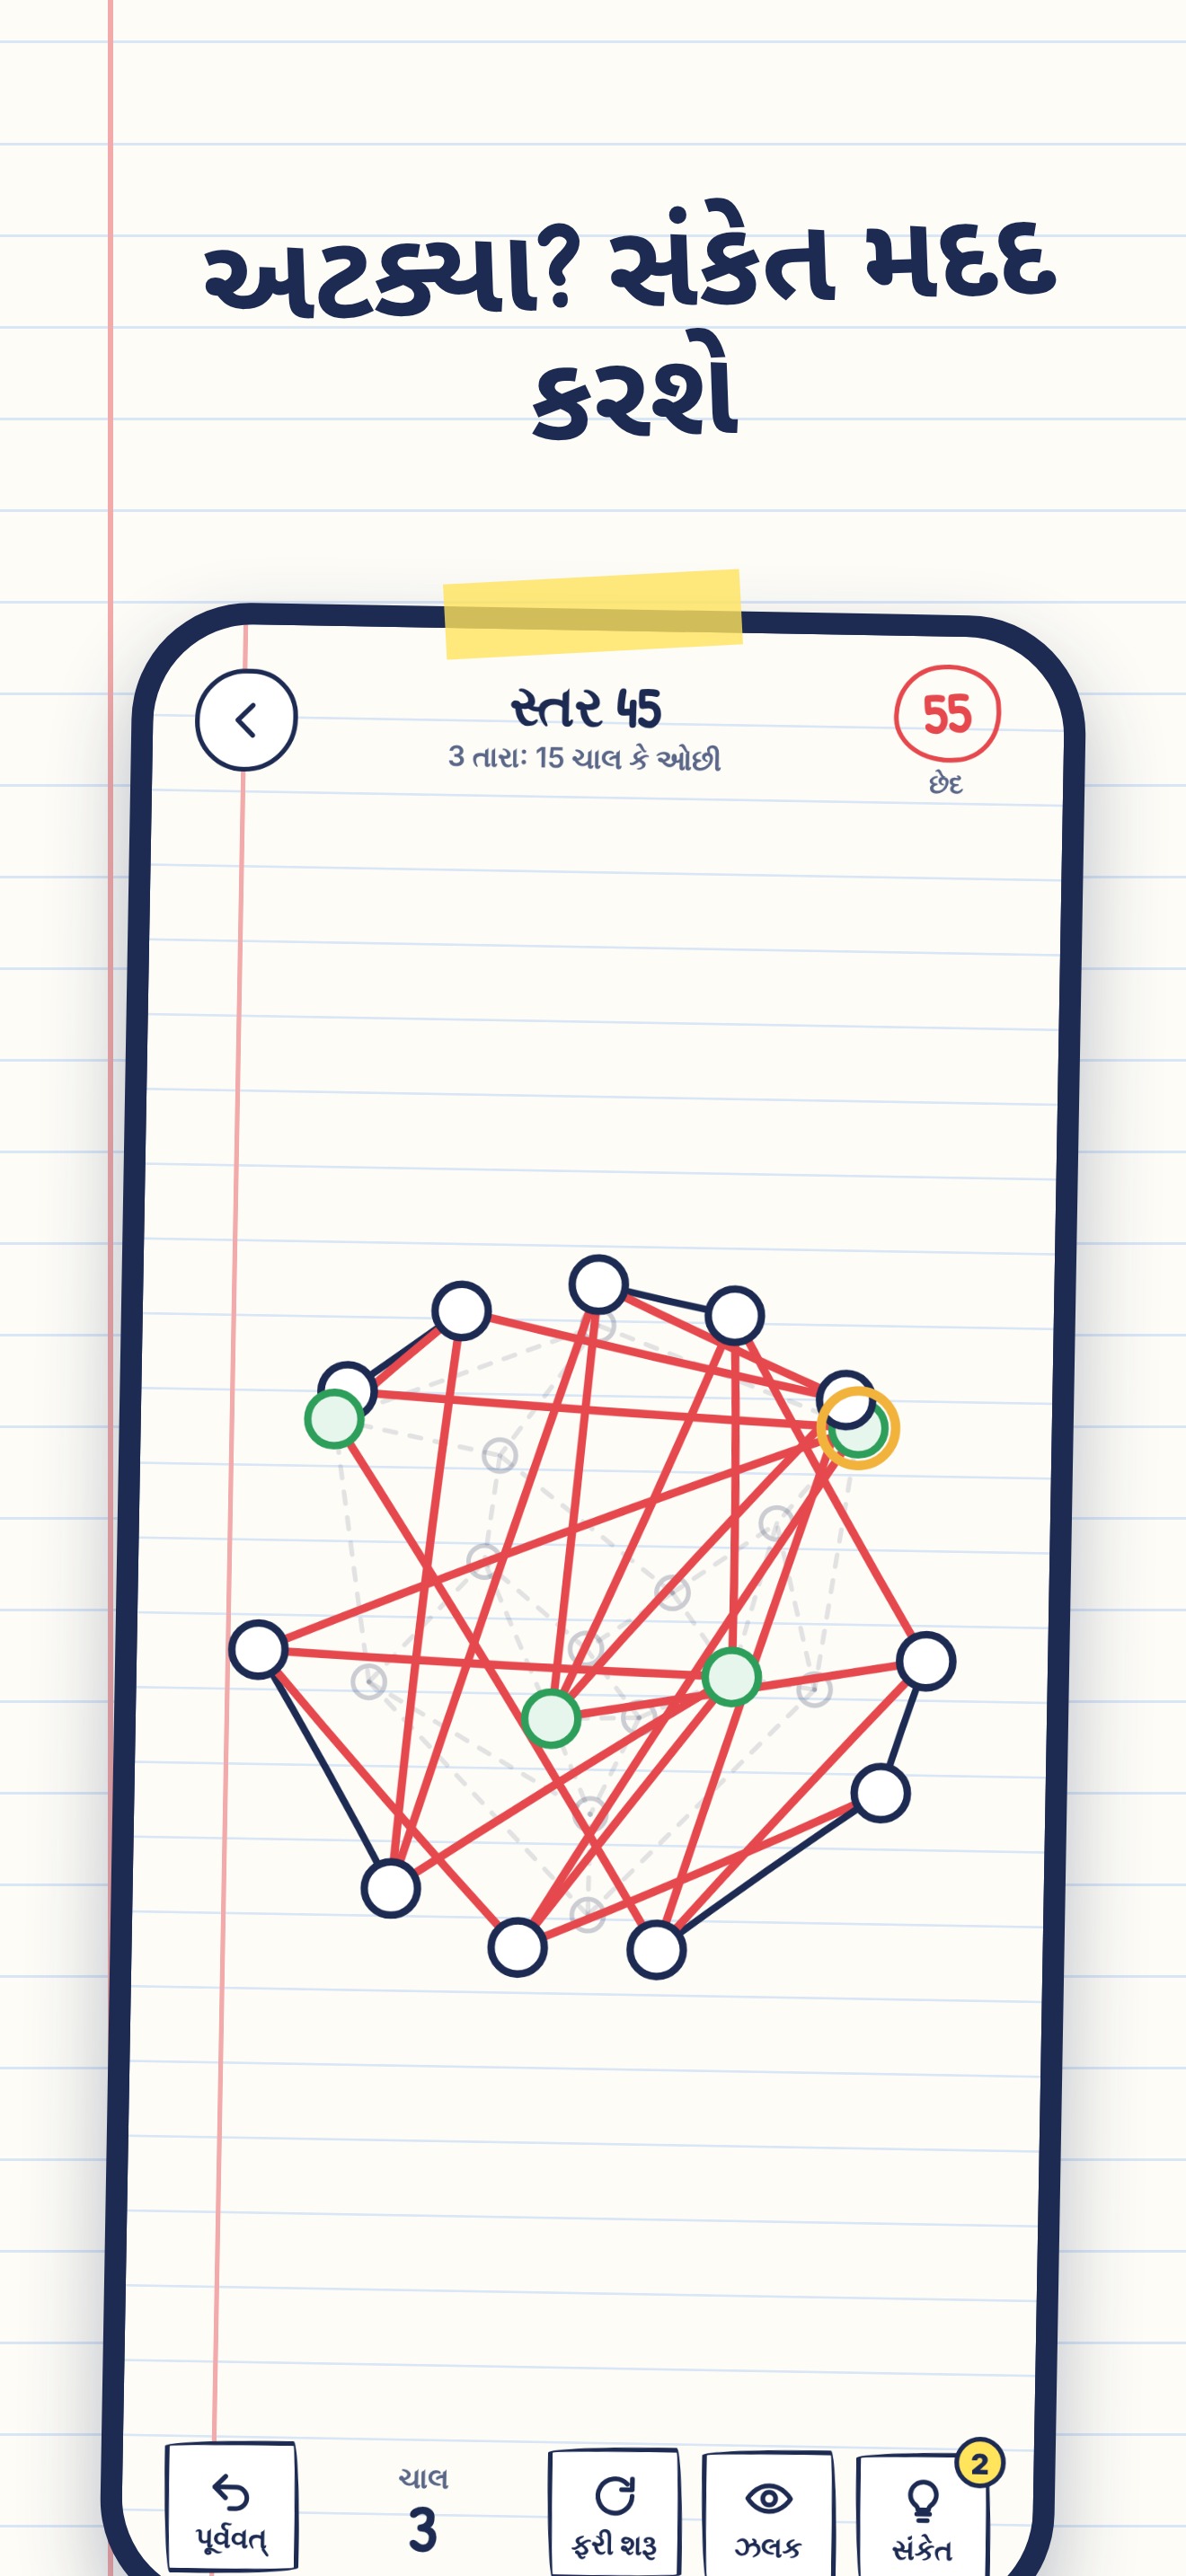 અટક્યા? સંકેત મદદ
કરશે
સ્તર 45
3 તારા: 15 ચાલ કે ઓછી
55
છેદ
પૂર્વવત્
ચાલ
3
ફરી શરૂ
ઝલક
સંકેત
2